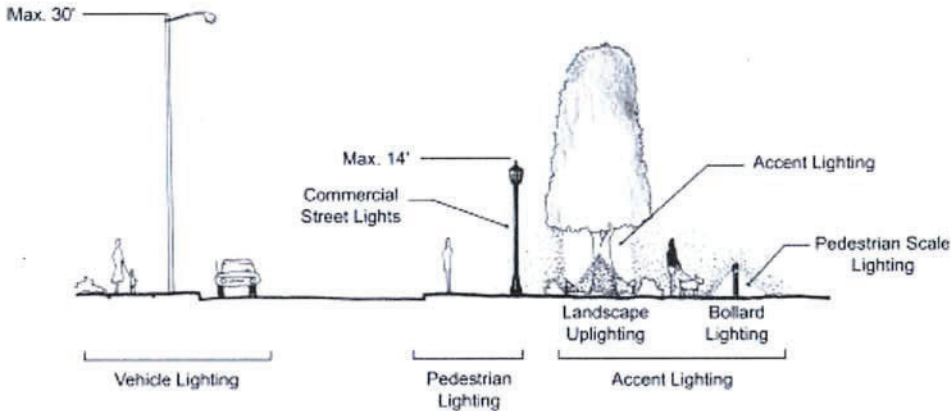 Max. 30'
Max. 14'
Commercial
Street Lights
Accent Lighting
Pedestrian Scale
Lighting
Landscape
Uplighting
Bollard
Lighting
Vehicle Lighting
Pedestrian
Lighting
Accent Lighting